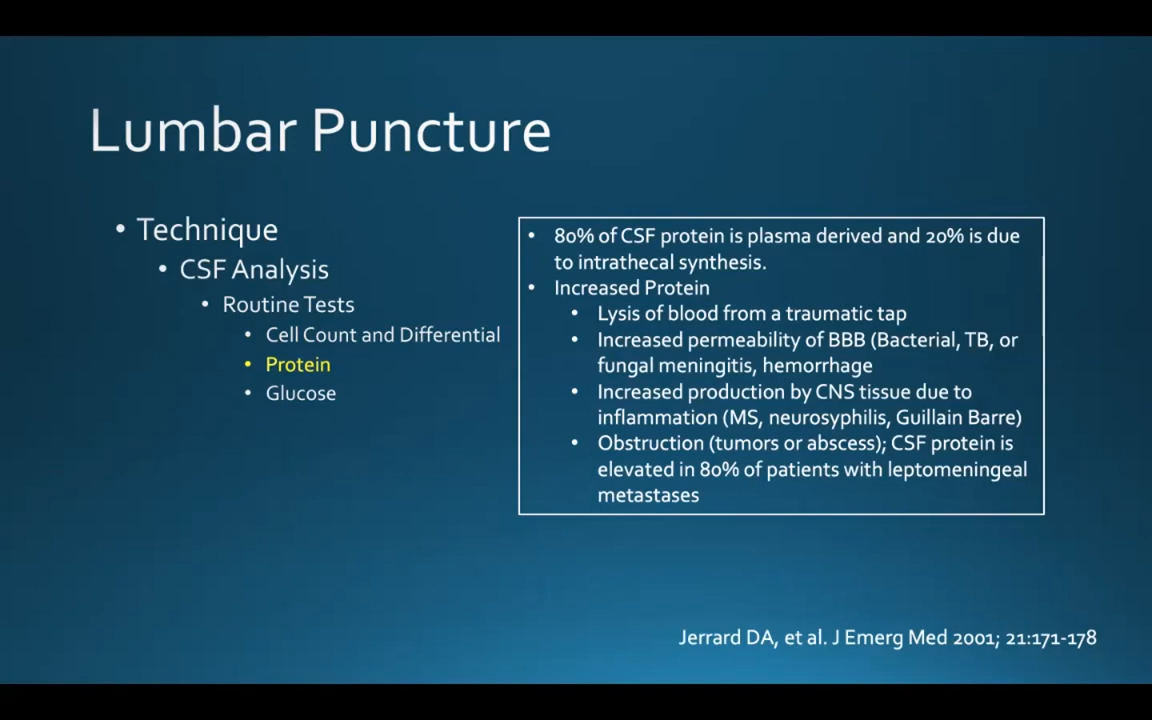 Lumbar Puncture
• Technique
• CSF Analysis
• Routine Tests
• Cell Count and Differential
• Protein
• Glucose
• 80% of CSF protein is plasma derived and 20% is due
to intrathecal synthesis.
• Increased Protein
• Lysis of blood from a traumatic tap
• Increased permeability of BBB (Bacterial, TB, or
fungal meningitis, hemorrhage
• Increased production by CNS tissue due to
inflammation (MS, neurosyphilis, Guillain Barre)
• Obstruction (tumors or abscess); CSF protein is
elevated in 80% of patients with leptomeningeal
metastases
Jerrard DA, et al. J Emerg Med 2001; 21:171-178